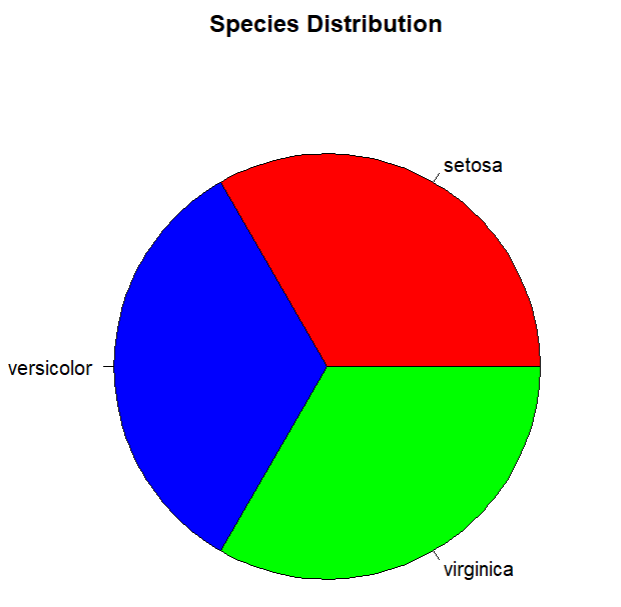 Species Distribution
setosa
versicolor
virginica